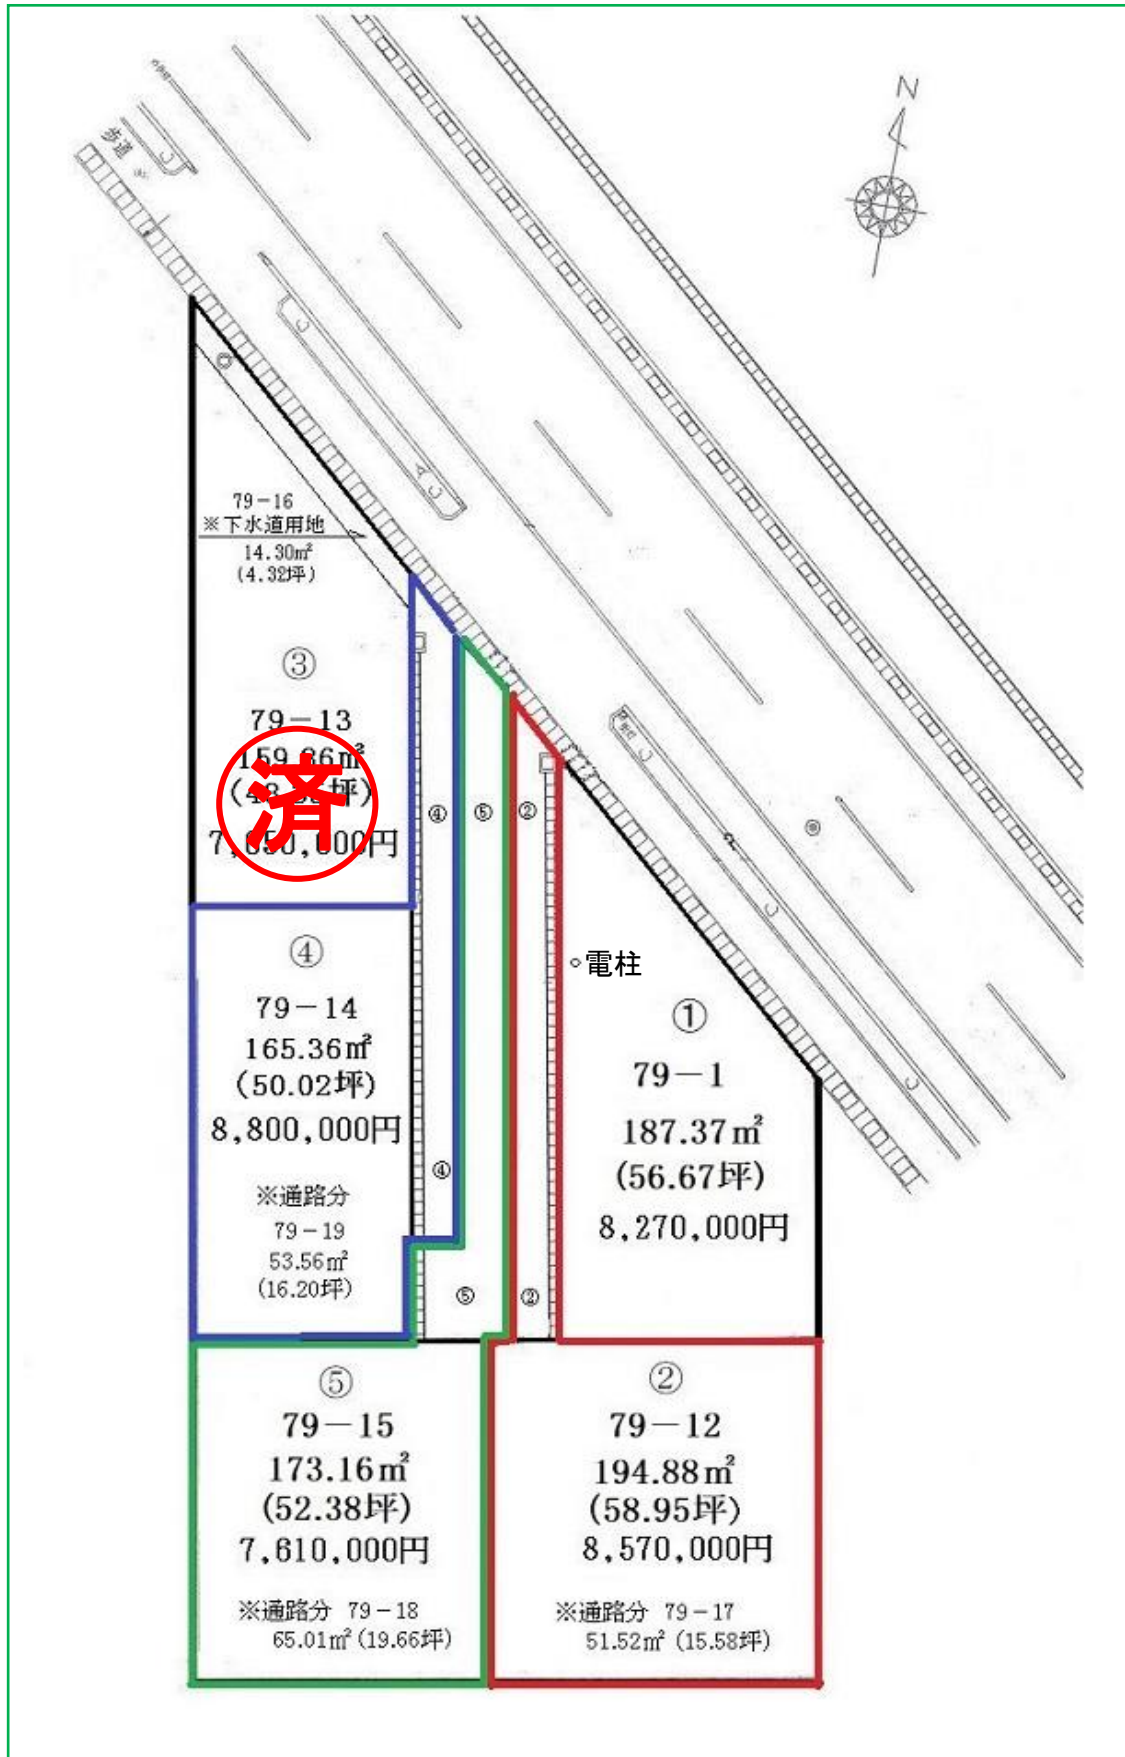 N
歩道
79-16
※下水道用地
14.30㎡
(4.32坪)
③
79-13
済
④
⑤
②
電柱
④
79-14
165.36㎡
(50.02坪)
8,800,000円
※通路分
79-19
53.56㎡
(16.20坪)
①
79-1
187.37㎡
(56.67坪)
8,270,000円
④
⑤
②
⑤
79-15
173.16㎡
(52.38坪)
7,610,000円
※通路分 79-18
65.01㎡ (19.66坪)
②
79-12
194.88㎡
(58.95坪)
8,570,000円
※通路分 79-17
51.52㎡ (15.58坪)